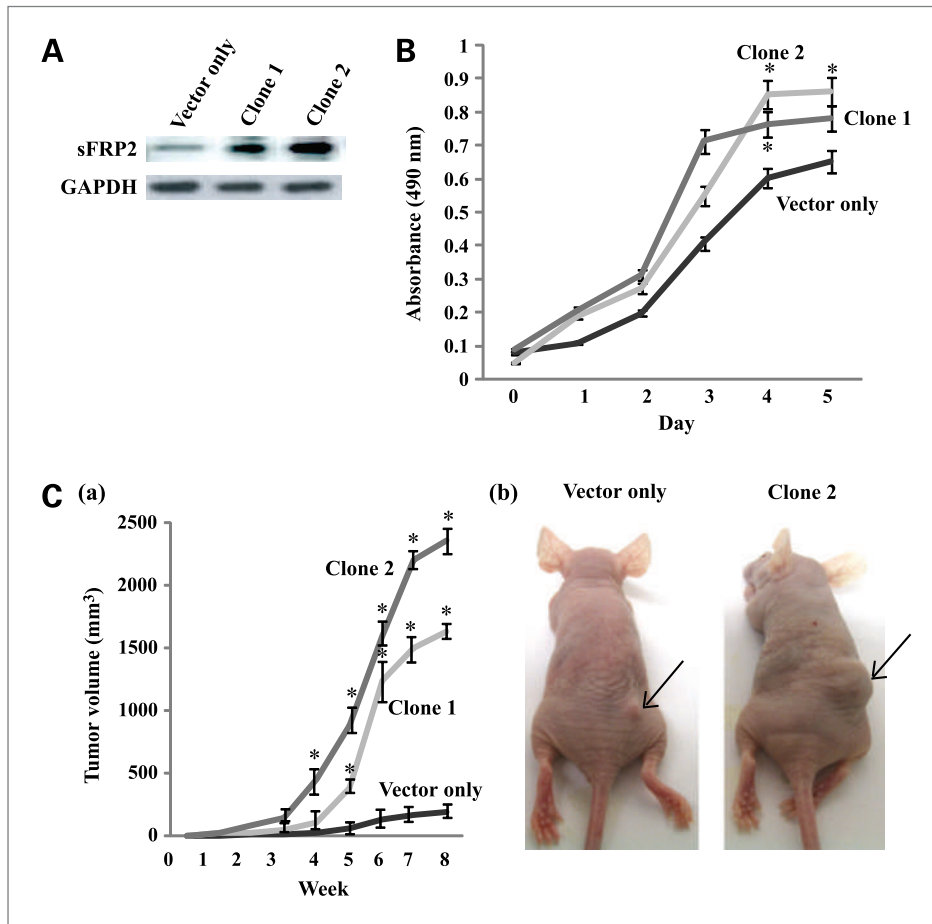 A
Vector only
Clone 1
Clone 2
sFRP2
GAPDH
B
Absorbance (490 nm)
1
0.9
0.8
0.7
0.6
0.5
0.4
0.3
0.2
0.1
0
Clone 2
* *
Clone 1
*
Vector only
0 1 2 3 4 5
Day
C (a)
Tumor volume (mm³)
2500
2000
1500
1000
500
0
Clone 2
* * * * *
Clone 1
* * * *
Vector only
0 1 2 3 4 5 6 7 8
Week
(b)
Vector only
Clone 2